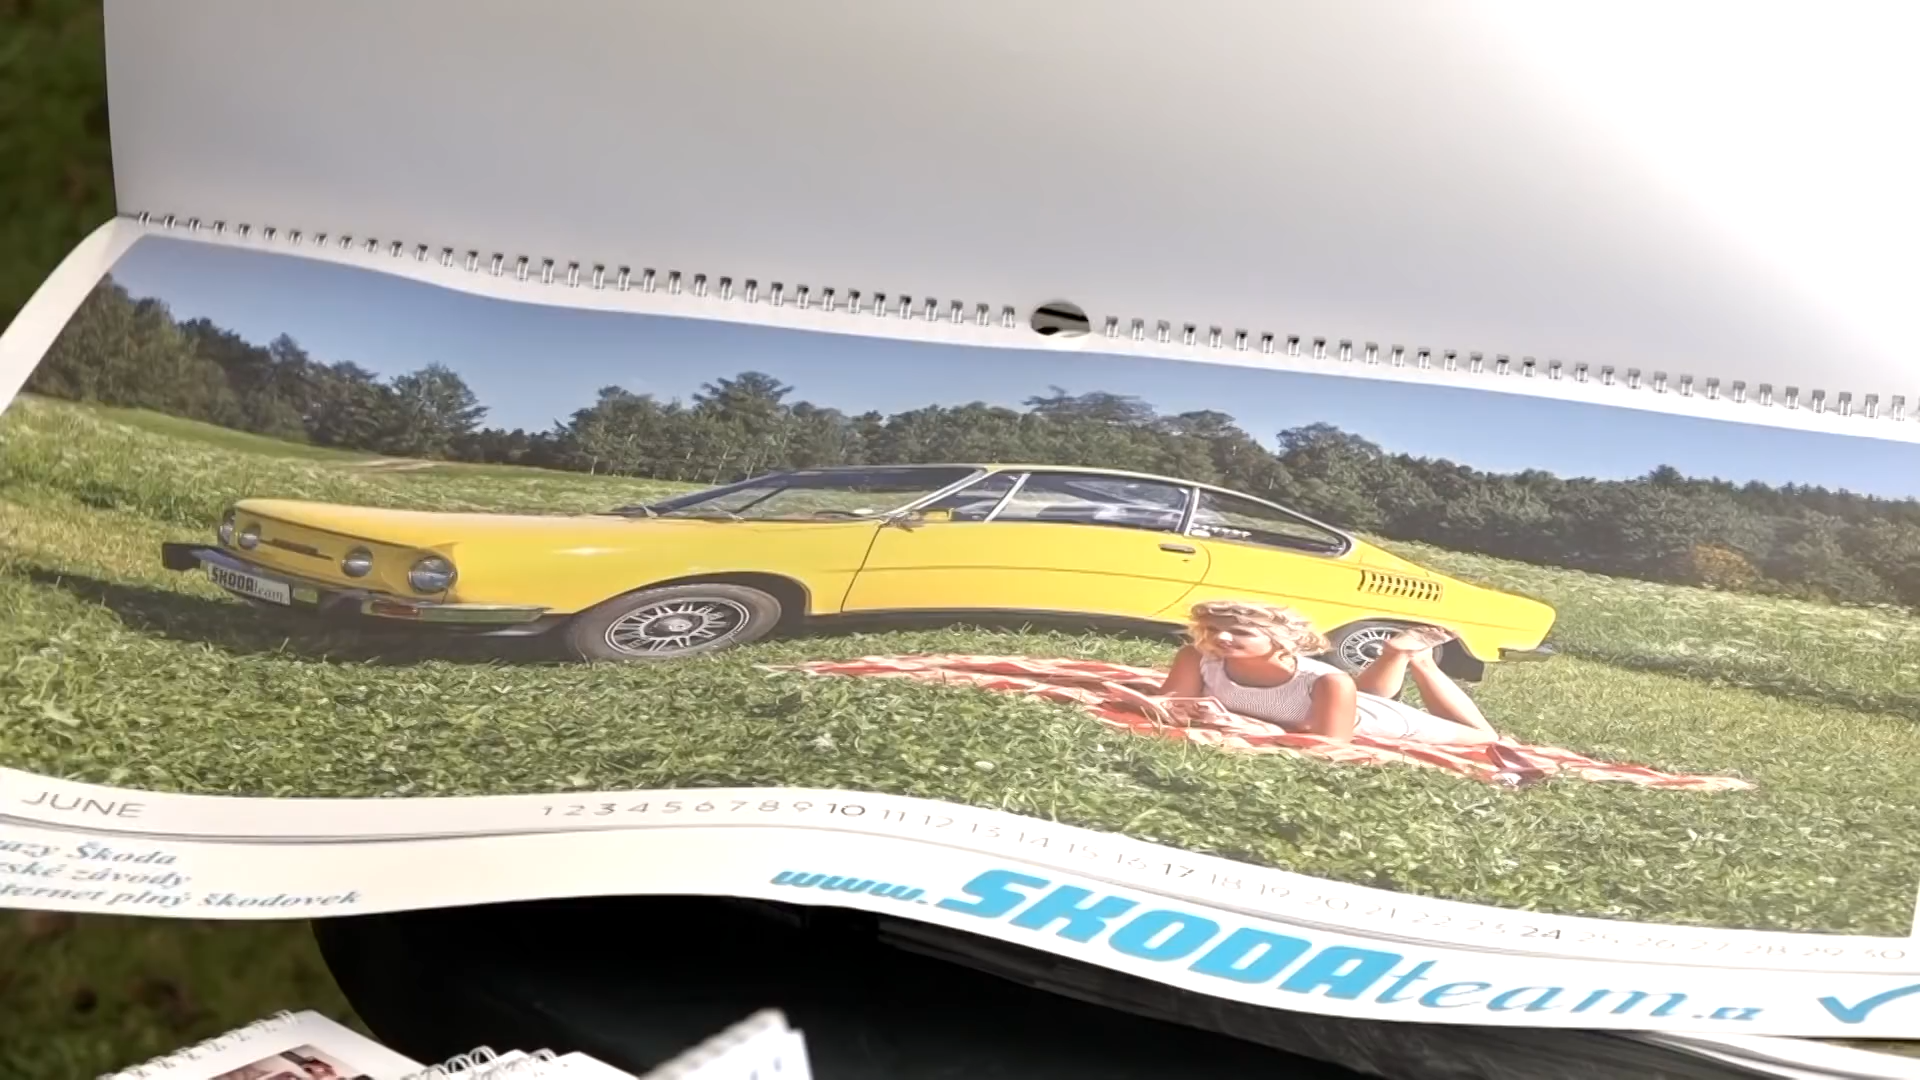 SKODAteam
JUNE 1 2 3 4 5 6 7 8 9 10 11 12 13 14 15 16 17 18 19 20 21 22 23 24 25 26 27 28 29 30
Škoda
závody
plný škodovek
www.SKODAteam.cz